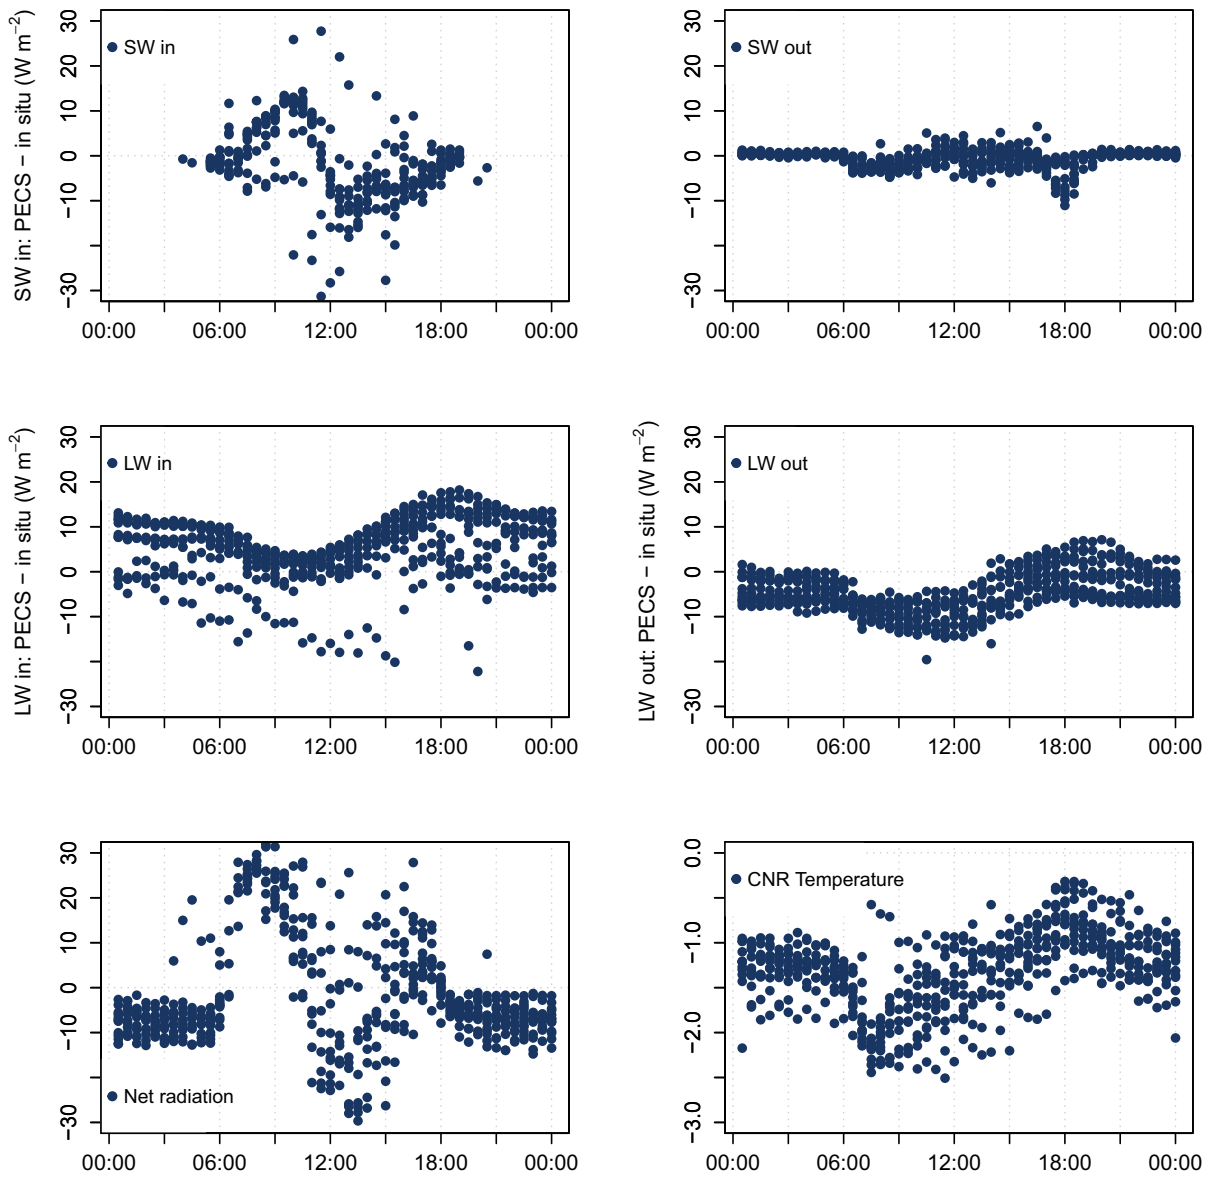 SW in: PECS − in situ (W m−2)
30
20
10
0
−10
−30
SW in
00:00 06:00 12:00 18:00 00:00
30
20
10
0
−10
−30
SW out
00:00 06:00 12:00 18:00 00:00
LW in: PECS − in situ (W m−2)
30
20
10
0
−10
−30
LW in
00:00 06:00 12:00 18:00 00:00
LW out: PECS − in situ (W m−2)
30
20
10
0
−10
−30
LW out
00:00 06:00 12:00 18:00 00:00
30
20
10
0
−10
−30
Net radiation
00:00 06:00 12:00 18:00 00:00
0.0
−1.0
−2.0
−3.0
CNR Temperature
00:00 06:00 12:00 18:00 00:00